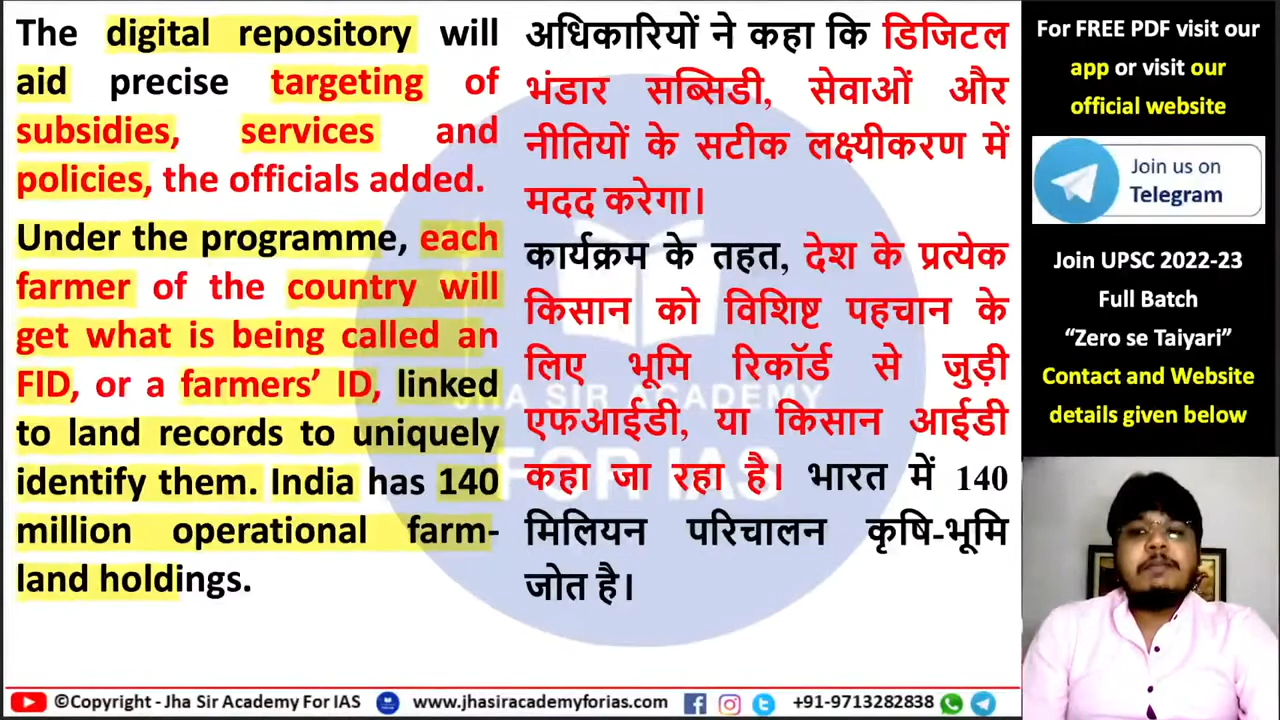 The digital repository will
aid precise targeting of
subsidies, services and
policies, the officials added.
Under the programme, each
farmer of the country will
get what is being called an
FID, or a farmers’ ID, linked
to land records to uniquely
identify them. India has 140
million operational farm-
land holdings.
अधिकारियों ने कहा कि डिजिटल
भंडार सब्सिडी, सेवाओं और
नीतियों के सटीक लक्ष्यीकरण में
मदद करेगा।
कार्यक्रम के तहत, देश के प्रत्येक
किसान को विशिष्ट पहचान के
लिए भूमि रिकॉर्ड से जुड़ी
एफआईडी, या किसान आईडी
कहा जा रहा है। भारत में 140
मिलियन परिचालन कृषि-भूमि
जोत है।
JHA SIR ACADEMY
FOR IAS
For FREE PDF visit our
app or visit our
official website
Join us on
Telegram
Join UPSC 2022-23
Full Batch
“Zero se Taiyari”
Contact and Website
details given below
©Copyright - Jha Sir Academy For IAS www.jhasiracademyforias.com +91-9713282838